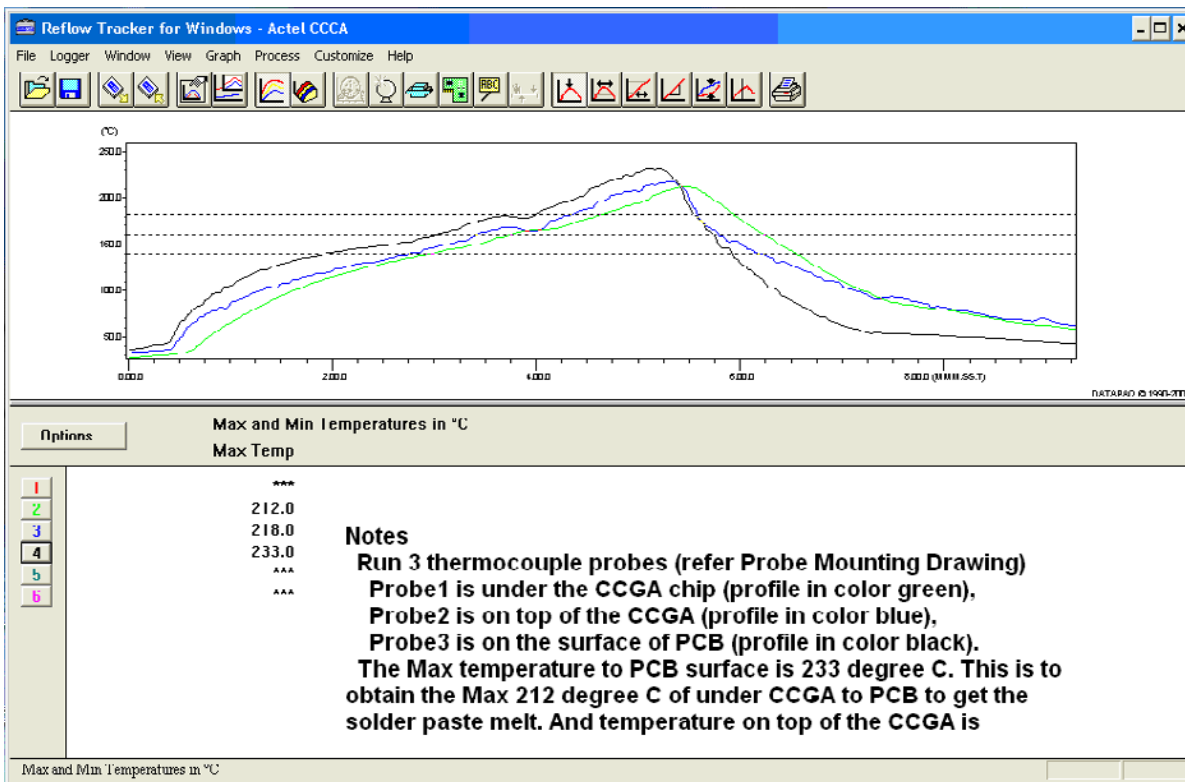 Reflow Tracker for Windows - Actel CCCA
File Logger Window View Graph Process Customize Help
ABC
(°C)
250.0
200.0
150.0
100.0
50.0
0:00.0 2:00.0 4:00.0 6:00.0 8:00.0
Options
Max and Min Temperatures in °C
Max Temp
1 ***
2 212.0
3 218.0
4 233.0
5 ***
6 ***
Notes
Run 3 thermocouple probes (refer Probe Mounting Drawing)
Probe1 is under the CCGA chip (profile in color green),
Probe2 is on top of the CCGA (profile in color blue),
Probe3 is on the surface of PCB (profile in color black).
The Max temperature to PCB surface is 233 degree C. This is to
obtain the Max 212 degree C of under CCGA to PCB to get the
solder paste melt. And temperature on top of the CCGA is
Max and Min Temperatures in °C